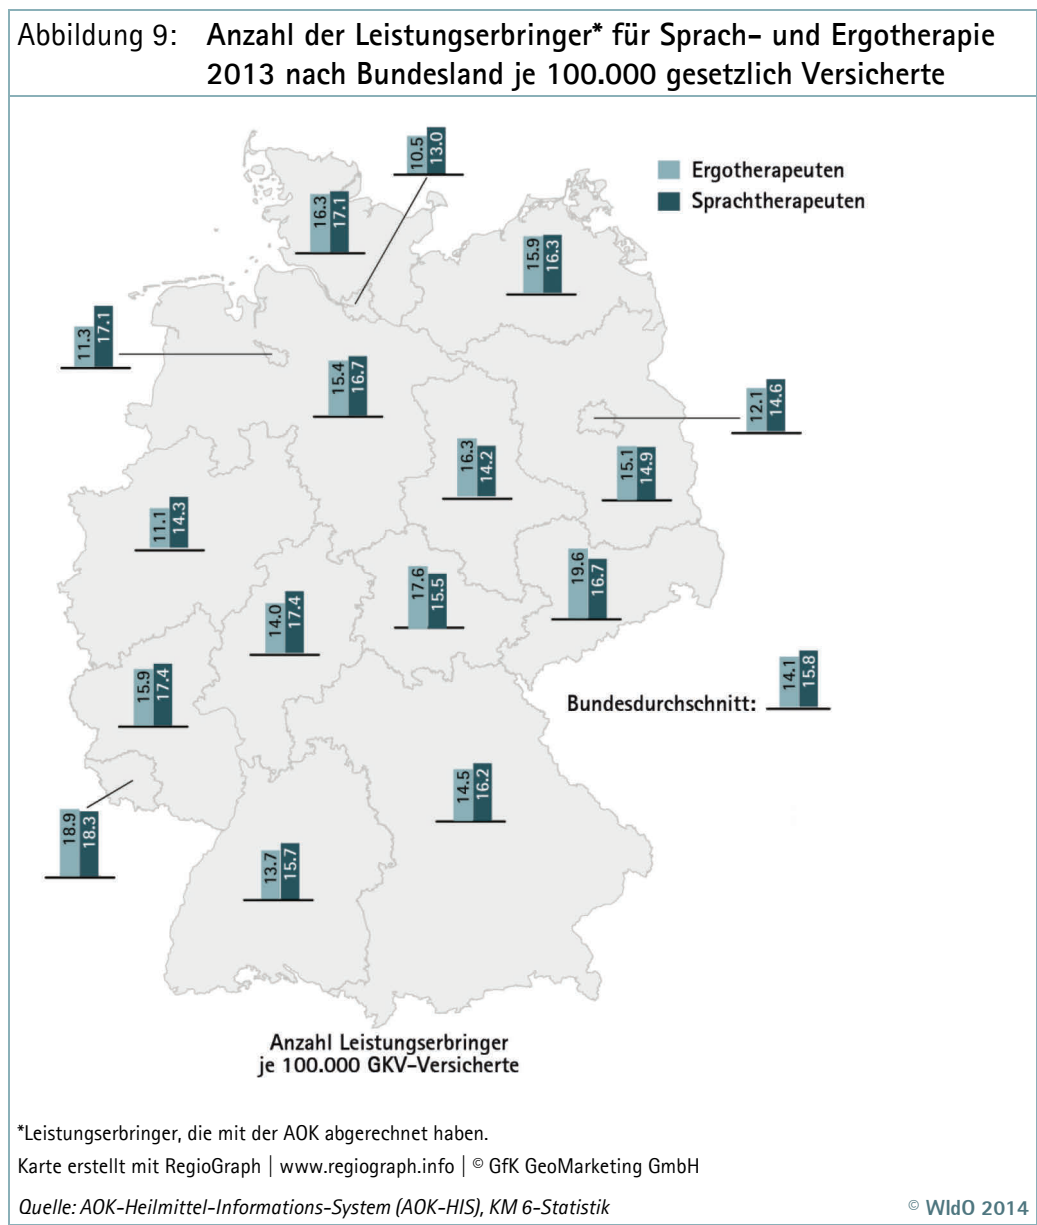 Abbildung 9: Anzahl der Leistungserbringer* für Sprach- und Ergotherapie
2013 nach Bundesland je 100.000 gesetzlich Versicherte
10.5 13.0
Ergotherapeuten
Sprachtherapeuten
16.3 17.1
15.9 16.3
11.3 17.1
15.4 16.7
12.1 14.6
16.3 14.2
15.1 14.9
11.1 14.3
17.6 15.5
19.6 16.7
14.0 17.4
15.9 17.4
Bundesdurchschnitt: 14.1 15.8
14.5 16.2
18.9 18.3
13.7 15.7
Anzahl Leistungserbringer
je 100.000 GKV-Versicherte
*Leistungserbringer, die mit der AOK abgerechnet haben.
Karte erstellt mit RegioGraph | www.regiograph.info | © GfK GeoMarketing GmbH
Quelle: AOK-Heilmittel-Informations-System (AOK-HIS), KM 6-Statistik
© WIdO 2014